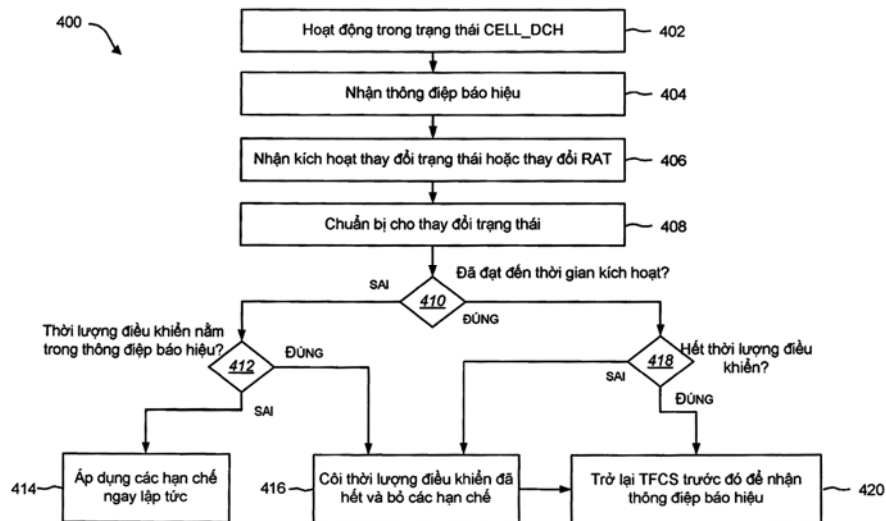 400
Hoạt động trong trạng thái CELL_DCH
402
Nhận thông điệp báo hiệu
404
Nhận kích hoạt thay đổi trạng thái hoặc thay đổi RAT
406
Chuẩn bị cho thay đổi trạng thái
408
Đã đạt đến thời gian kích hoạt?
SAI
410
ĐÚNG
Thời lượng điều khiển nằm
trong thông điệp báo hiệu?
412
ĐÚNG
SAI
Hết thời lượng điều
khiển?
418
SAI
ĐÚNG
414
Áp dụng các hạn chế
ngay lập tức
416
Côi thời lượng điều khiển đã
hết và bỏ các hạn chế
Trở lại TFCS trước đó để nhận
thông điệp báo hiệu
420